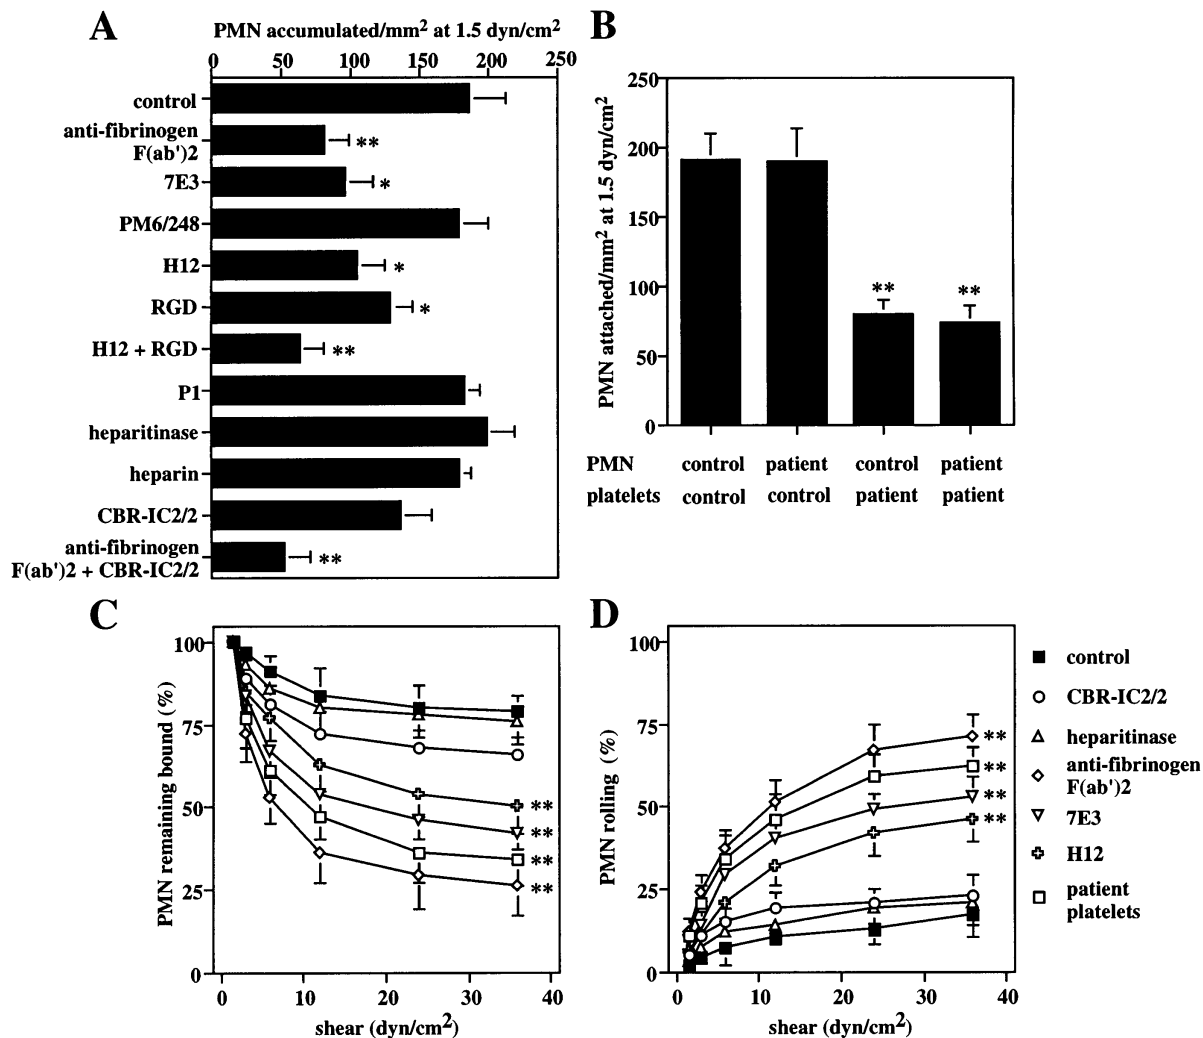 A
PMN accumulated/mm2 at 1.5 dyn/cm2
0 50 100 150 200 250
control
anti-fibrinogen
F(ab')2
**
7E3
*
PM6/248
H12
*
RGD
*
H12 + RGD
**
P1
heparitinase
heparin
CBR-IC2/2
anti-fibrinogen
F(ab')2 + CBR-IC2/2
**
B
PMN attached/mm2 at 1.5 dyn/cm2
250
200
150
100
50
0
** **
PMN control patient control patient
platelets control control patient patient
C
PMN remaining bound (%)
100
75
50
25
0
**
**
**
**
0 10 20 30 40
shear (dyn/cm2)
D
PMN rolling (%)
100
75
50
25
0
**
**
**
**
0 10 20 30 40
shear (dyn/cm2)
control
CBR-IC2/2
heparitinase
anti-fibrinogen
F(ab')2
7E3
H12
patient
platelets